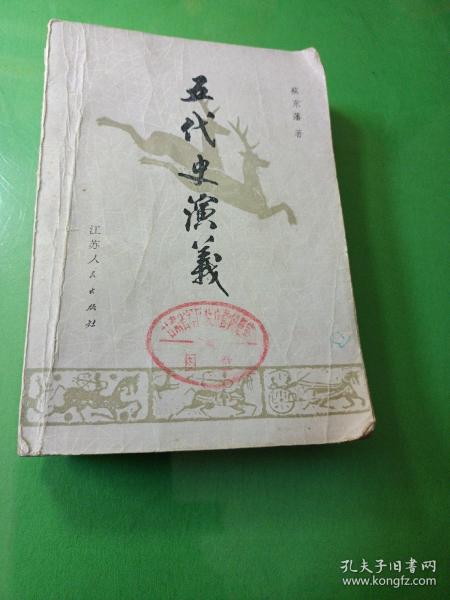 五代史演義
蔡东藩 著
江苏人民出版社
孔夫子旧书网
www.kongfz.com